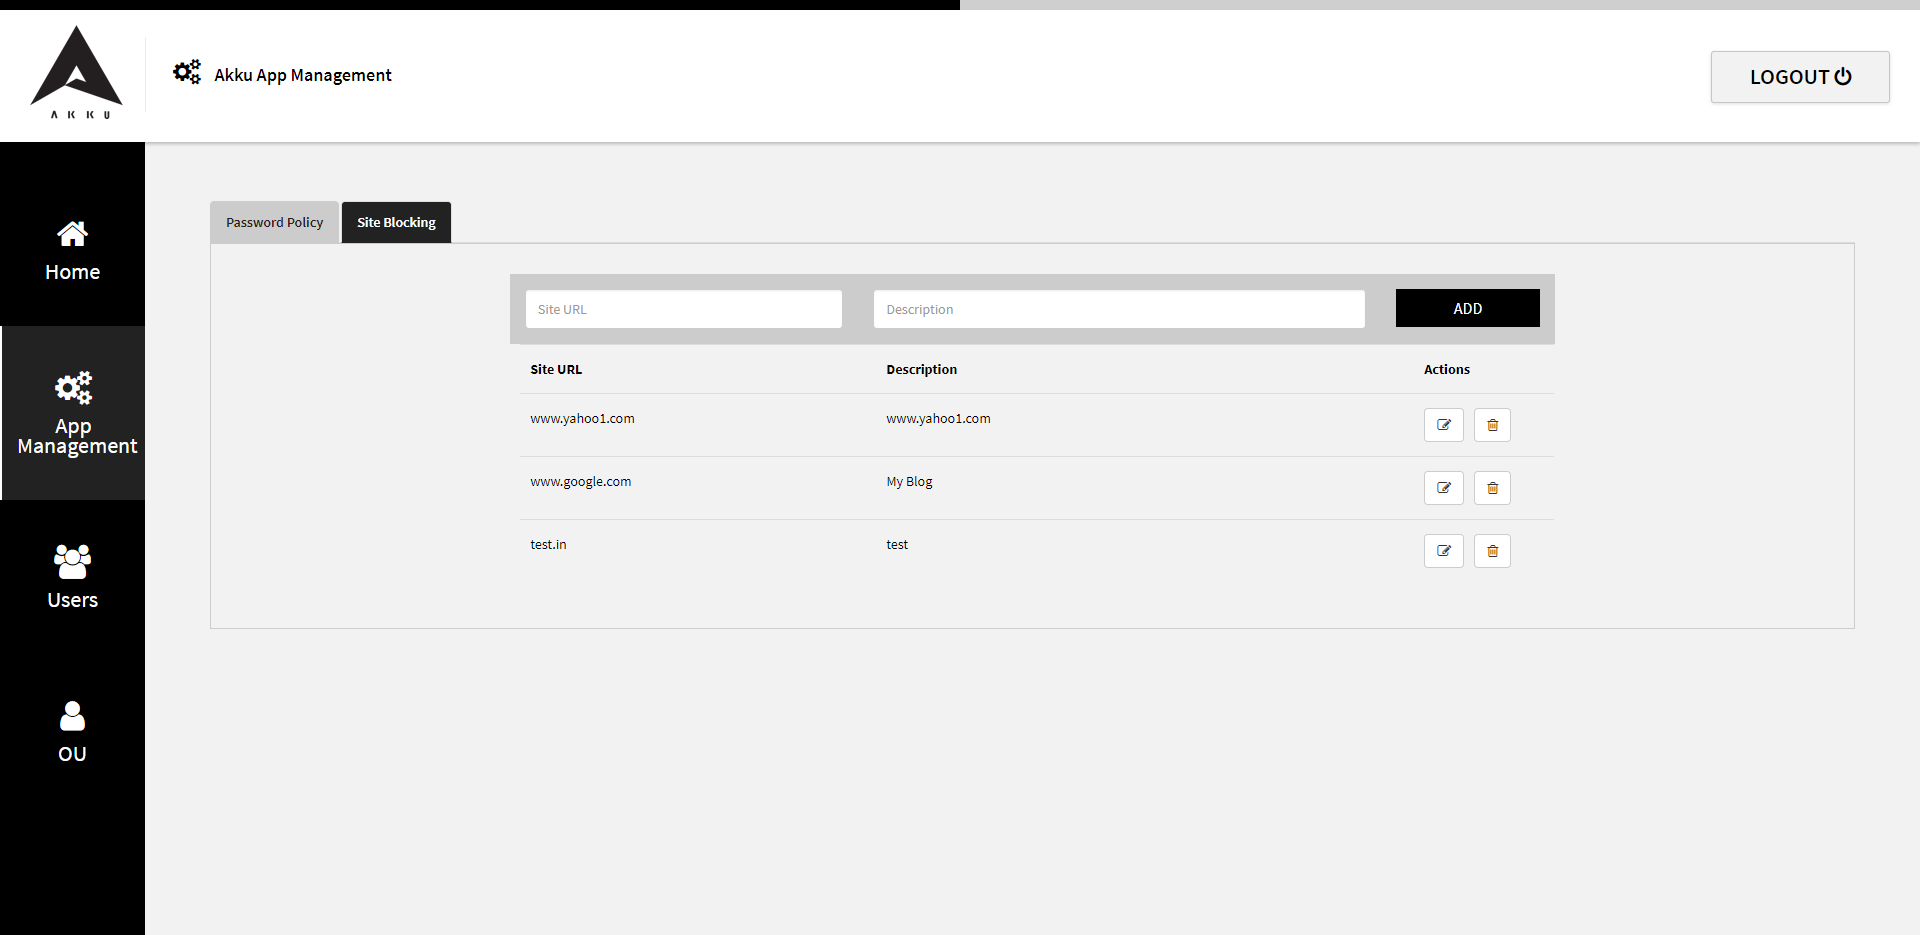 AKKU
Akku App Management
LOGOUT
Home
App
Management
Users
OU
Password Policy
Site Blocking
Site URL
Description
ADD
Site URL Description Actions
www.yahoo1.com www.yahoo1.com
www.google.com My Blog
test.in test